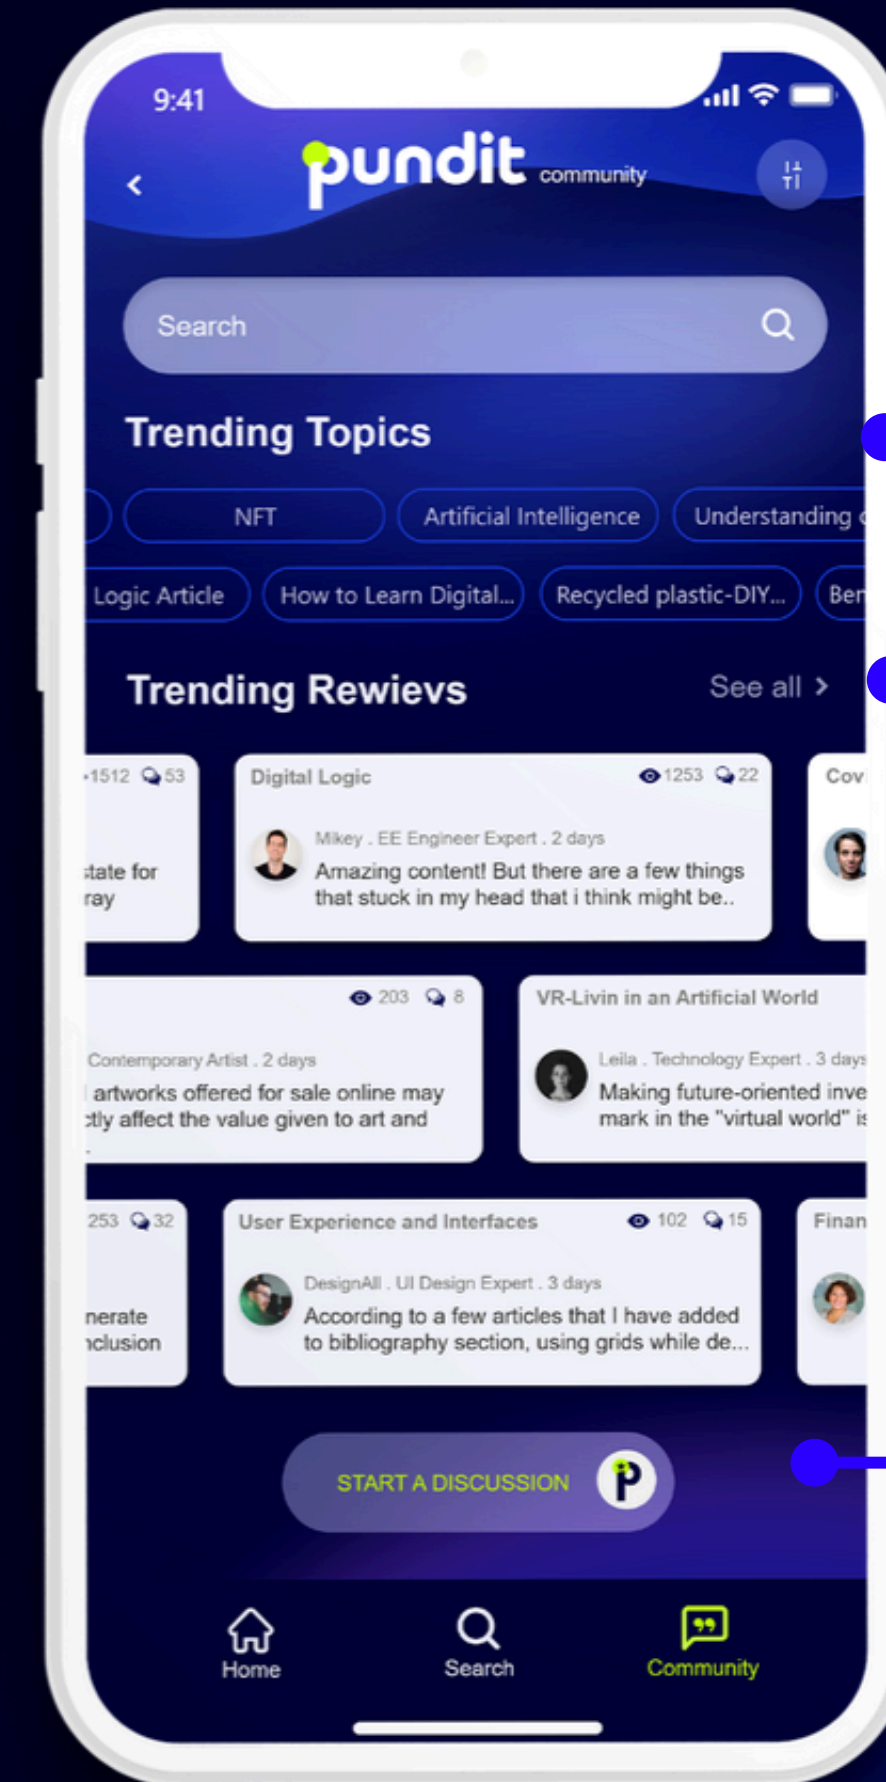 9:41
pundit community
Search
Trending Topics
NFT
Artificial Intelligence
Understanding
Logic Article
How to Learn Digital...
Recycled plastic-DIY...
Ben
Trending Rewievs
See all >
1512 53
state for
ray
Digital Logic
1253 22
Mikey . EE Engineer Expert . 2 days
Amazing content! But there are a few things
that stuck in my head that i think might be..
Cov
203 8
Contemporary Artist . 2 days
artworks offered for sale online may
ctly affect the value given to art and
.
VR-Livin in an Artificial World
Leila . Technology Expert . 3 days
Making future-oriented inve
mark in the "virtual world" is
253 32
nerate
nclusion
User Experience and Interfaces
102 15
DesignAll . UI Design Expert . 3 days
According to a few articles that I have added
to bibliography section, using grids while de...
Finan
START A DISCUSSION
p
Home
Search
Community